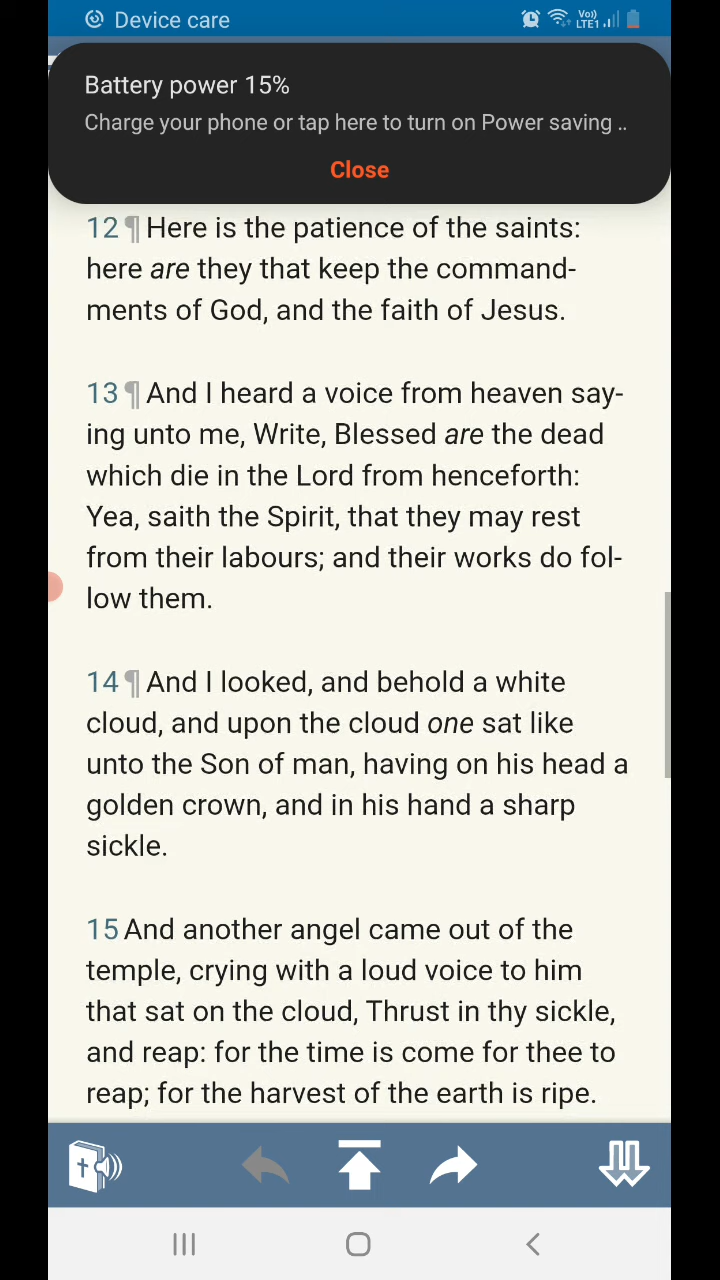 Device care
Vo)) LTE1
Battery power 15%
Charge your phone or tap here to turn on Power saving ..
Close
12 ¶ Here is the patience of the saints:
here are they that keep the command-
ments of God, and the faith of Jesus.
13 ¶ And I heard a voice from heaven say-
ing unto me, Write, Blessed are the dead
which die in the Lord from henceforth:
Yea, saith the Spirit, that they may rest
from their labours; and their works do fol-
low them.
14 ¶ And I looked, and behold a white
cloud, and upon the cloud one sat like
unto the Son of man, having on his head a
golden crown, and in his hand a sharp
sickle.
15 And another angel came out of the
temple, crying with a loud voice to him
that sat on the cloud, Thrust in thy sickle,
and reap: for the time is come for thee to
reap; for the harvest of the earth is ripe.